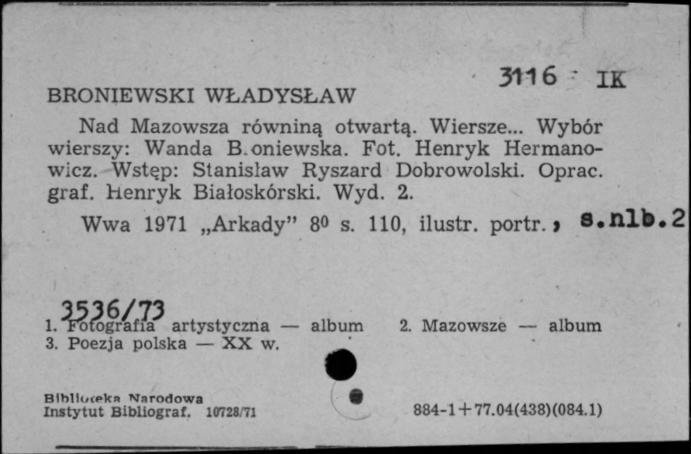 3116 IK
BRONIEWSKI WŁADYSŁAW
Nad Mazowsza równiną otwartą. Wiersze... Wybór
wierszy: Wanda B.oniewska. Fot. Henryk Hermano-
wicz. Wstęp: Stanisław Ryszard Dobrowolski. Oprac.
graf. Henryk Białoskórski. Wyd. 2.
Wwa 1971 „Arkady” 8⁰ s. 110, ilustr. portr., s.nlb.2
3536/73
1. Fotografia artystyczna — album 2. Mazowsze — album
3. Poezja polska — XX w.
Biblioteka Narodowa
Instytut Bibliograf. 10728/71 884-1+77.04(438)(084.1)